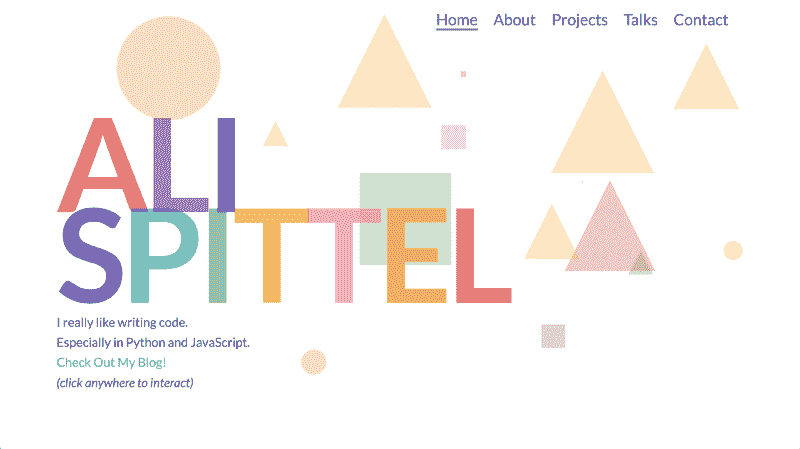 Home About Projects Talks Contact
ALI
SPITTEL
I really like writing code.
Especially in Python and JavaScript.
Check Out My Blog!
(click anywhere to interact)